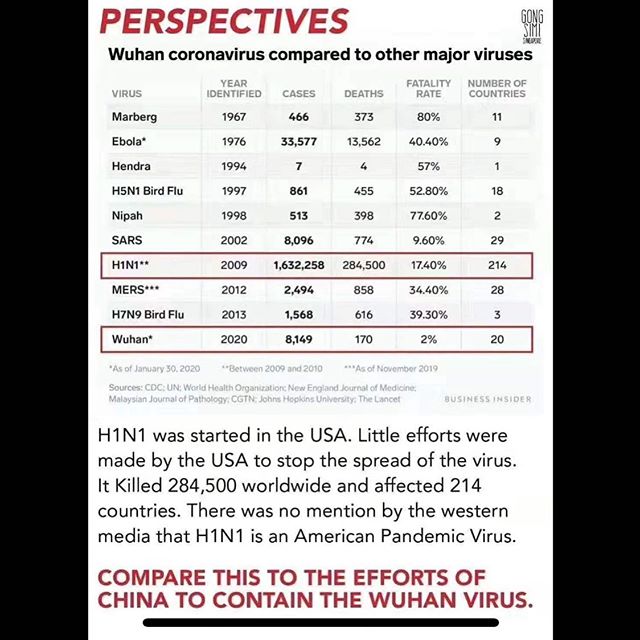 PERSPECTIVES
GONG
SIMI
SINGAPORE
Wuhan coronavirus compared to other major viruses
VIRUS YEAR IDENTIFIED CASES DEATHS FATALITY RATE NUMBER OF COUNTRIES
Marberg 1967 466 373 80% 11
Ebola* 1976 33,577 13,562 40.40% 9
Hendra 1994 7 4 57% 1
H5N1 Bird Flu 1997 861 455 52.80% 18
Nipah 1998 513 398 77.60% 2
SARS 2002 8,096 774 9.60% 29
H1N1** 2009 1,632,258 284,500 17.40% 214
MERS*** 2012 2,494 858 34.40% 28
H7N9 Bird Flu 2013 1,568 616 39.30% 3
Wuhan* 2020 8,149 170 2% 20
*As of January 30, 2020 **Between 2009 and 2010 ***As of November 2019
Sources: CDC; UN; World Health Organization; New England Journal of Medicine;
Malaysian Journal of Pathology; CGTN; Johns Hopkins University; The Lancet
BUSINESS INSIDER
H1N1 was started in the USA. Little efforts were
made by the USA to stop the spread of the virus.
It Killed 284,500 worldwide and affected 214
countries. There was no mention by the western
media that H1N1 is an American Pandemic Virus.
COMPARE THIS TO THE EFFORTS OF
CHINA TO CONTAIN THE WUHAN VIRUS.